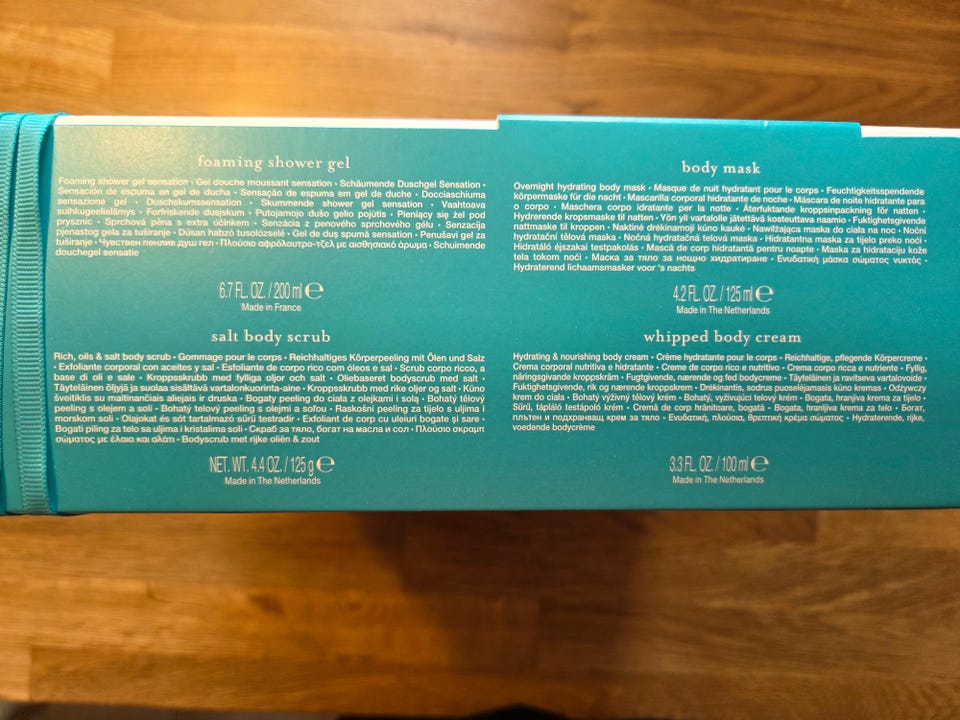 foaming shower gel
Foaming shower gel sensation • Gel douche moussant sensation • Schäumende Duschgel Sensation •
Sensación de espuma en gel de ducha • Sensação de espuma em gel de duche • Docciaschiuma
sensazione gel • Duschskumssensation • Skummende shower gel sensation • Vaahtoava
suihkugeelielämys • Forfriskende dusjskum • Putojamojo dušo gelio pojūtis • Pieniący się żel pod
prysznic • Sprchová pěna s extra účinkem • Senzácia z penového sprchového gélu • Senzacija
pjenastog gela za tuširanje • Dúsan habzó tusolózselé • Gel de duș spumă sensation • Penušavi gel za
tuširanje • Чувствен пенлив душ гел • Πλούσιο αφρόλουτρο-τζελ με αισθησιακό άρωμα • Schuimende
douchegel sensatie
6.7 FL. OZ. / 200 ml ℮
Made in France
salt body scrub
Rich, oils & salt body scrub • Gommage pour le corps • Reichhaltiges Körperpeeling mit Ölen und Salz
• Exfoliante corporal con aceites y sal • Esfoliante de corpo rico com óleos e sal • Scrub corpo ricco, a
base di oli e sale • Kroppsskrubb med fylliga oljor och salt • Oliebaseret bodyscrub med salt •
Täyteläinen öljyjä ja suolaa sisältävä vartalonkuorinta-aine • Kroppsskrubb med rike oljer og salt • Kūno
šveitiklis su maitinančiais aliejais ir druska • Bogaty peeling do ciała z olejkami i solą • Bohatý tělový
peeling s olejem a solí • Bohatý telový peeling s olejmi a soľou • Raskošni peeling za tijelo s uljima i
morskom soli • Olajokat és sót tartalmazó sűrű testradír • Exfoliant de corp cu uleiuri bogate și sare •
Bogati piling za telo sa uljima i kristalima soli • Скраб за тяло, богат на масла и сол • Πλούσιο σκραμπ
σώματος με έλαια και αλάτι • Bodyscrub met rijke oliën & zout
NET. WT. 4.4 OZ. / 125 g ℮
Made in The Netherlands
body mask
Overnight hydrating body mask • Masque de nuit hydratant pour le corps • Feuchtigkeitsspendende
körpermaske für die nacht • Mascarilla corporal hidratante de noche • Máscara de noite hidratante para
o corpo • Maschera corpo idratante per la notte • Återfuktande kroppsinpackning för natten •
Hydrerende kropsmaske til natten • Yön yli vartalolle jätettävä kosteuttava naamio • Fuktighetsgivende
nattmaske til kroppen • Naktinė drėkinamoji kūno kaukė • Nawilżająca maska do ciała na noc • Noční
hydratační tělová maska • Nočná hydratačná telová maska • Hidratantna maska za tijelo preko noći •
Hidratáló éjszakai testpakolás • Mască de corp hidratantă pentru noapte • Maska za hidrataciju kože
tela tokom noći • Маска за тяло за нощно хидратиране • Ενυδατική μάσκα σώματος νυκτός •
Hydraterend lichaamsmasker voor 's nachts
4.2 FL. OZ. / 125 ml ℮
Made in The Netherlands
whipped body cream
Hydrating & nourishing body cream • Crème hydratante pour le corps • Reichhaltige, pflegende Körpercreme •
Crema corporal nutritiva e hidratante • Creme de corpo rico e nutritivo • Crema corpo ricca e nutriente • Fyllig,
näringsgivande kroppskräm • Fugtgivende, nærende og fed bodycreme • Täyteläinen ja ravitseva vartalovoide •
Fuktighetsgivende, rik og nærende kroppskrem • Drėkinantis, sodrus puoselėjamasis kūno kremas • Odżywczy
krem do ciała • Bohatý výživný tělový krém • Bohatý, vyživujúci telový krém • Bogata, hranljiva krema za tijelo •
Sűrű, tápláló testápoló krém • Cremă de corp hrănitoare, bogată • Bogata, hranljiva krema za telo • Богат,
плътен и подхранващ крем за тяло • Ενυδατική, πλούσια, θρεπτική κρέμα σώματος • Hydraterende, rijke,
voedende bodycrème
3.3 FL. OZ. / 100 ml ℮
Made in The Netherlands